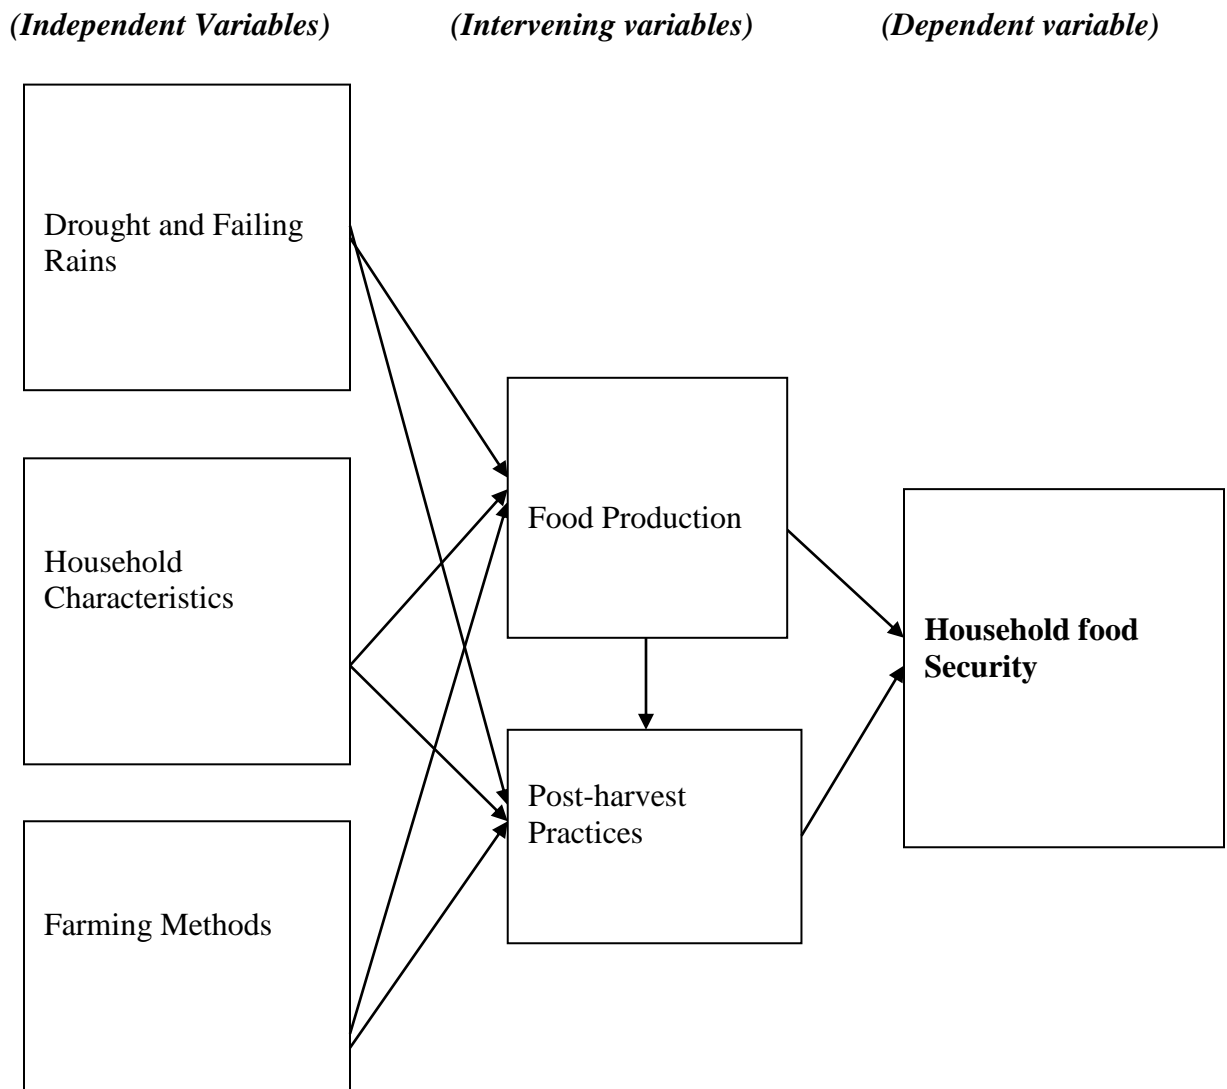 (Independent Variables)
(Intervening variables)
(Dependent variable)
Drought and Failing
Rains
Household
Characteristics
Farming Methods
Food Production
Post-harvest
Practices
Household food
Security